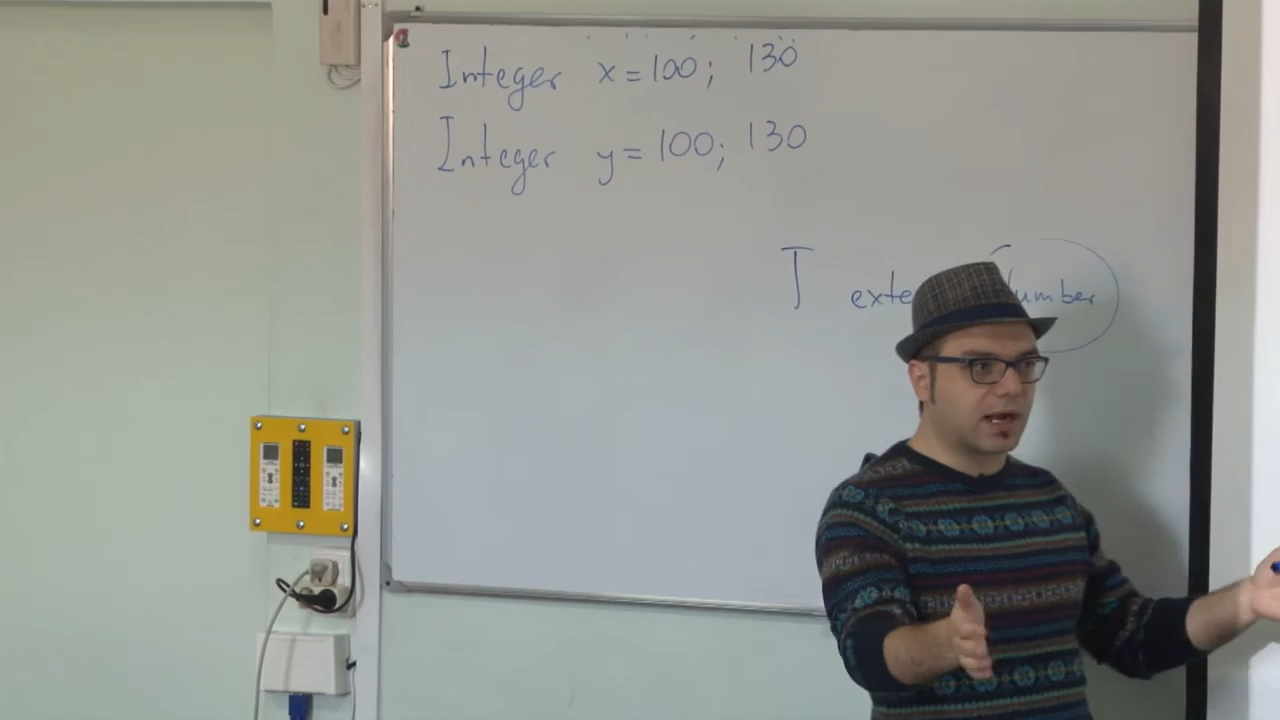 Integer x=100; 130
Integer y=100; 130
T exte umber